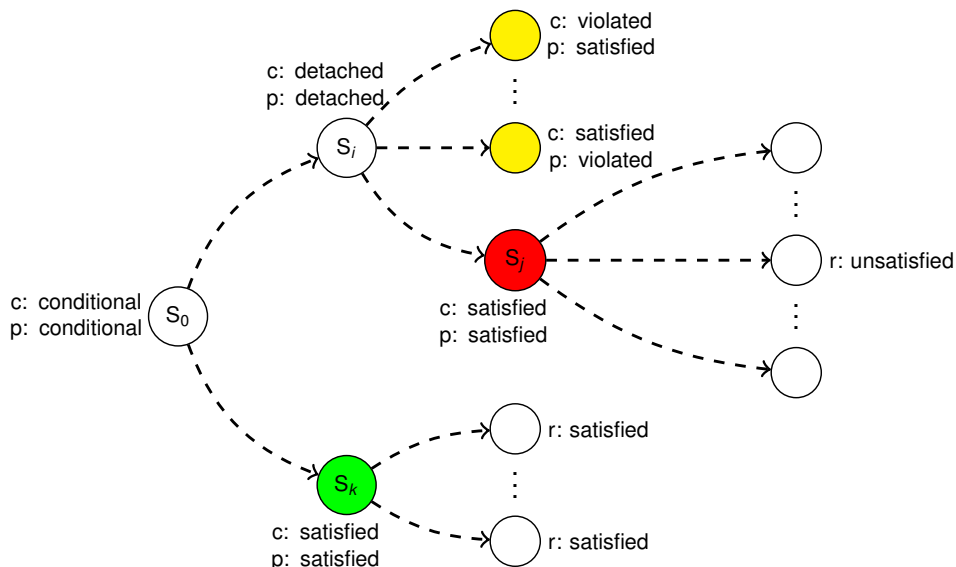 c: violated
p: satisfied
c: detached
p: detached
S_i
c: satisfied
p: violated
S_j
r: unsatisfied
c: satisfied
p: satisfied
c: conditional
p: conditional
S_0
r: satisfied
S_k
c: satisfied
p: satisfied
r: satisfied